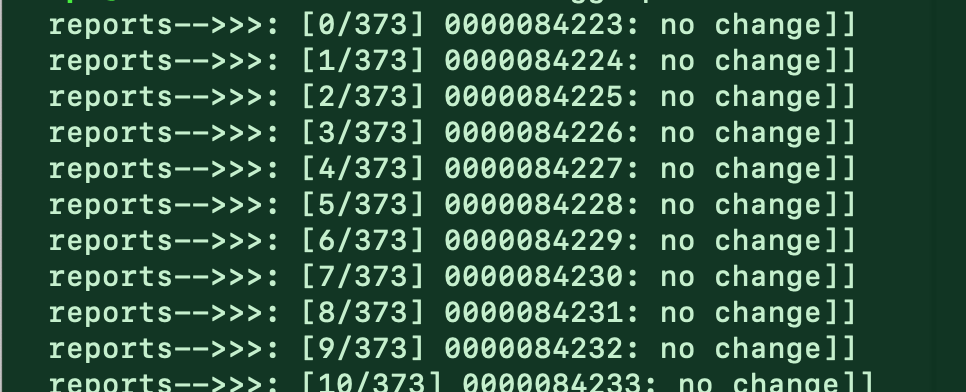 reports-->>>: [0/373] 0000084223: no change]]
reports-->>>: [1/373] 0000084224: no change]]
reports-->>>: [2/373] 0000084225: no change]]
reports-->>>: [3/373] 0000084226: no change]]
reports-->>>: [4/373] 0000084227: no change]]
reports-->>>: [5/373] 0000084228: no change]]
reports-->>>: [6/373] 0000084229: no change]]
reports-->>>: [7/373] 0000084230: no change]]
reports-->>>: [8/373] 0000084231: no change]]
reports-->>>: [9/373] 0000084232: no change]]
reports-->>>: [10/373] 0000084233: no change]]